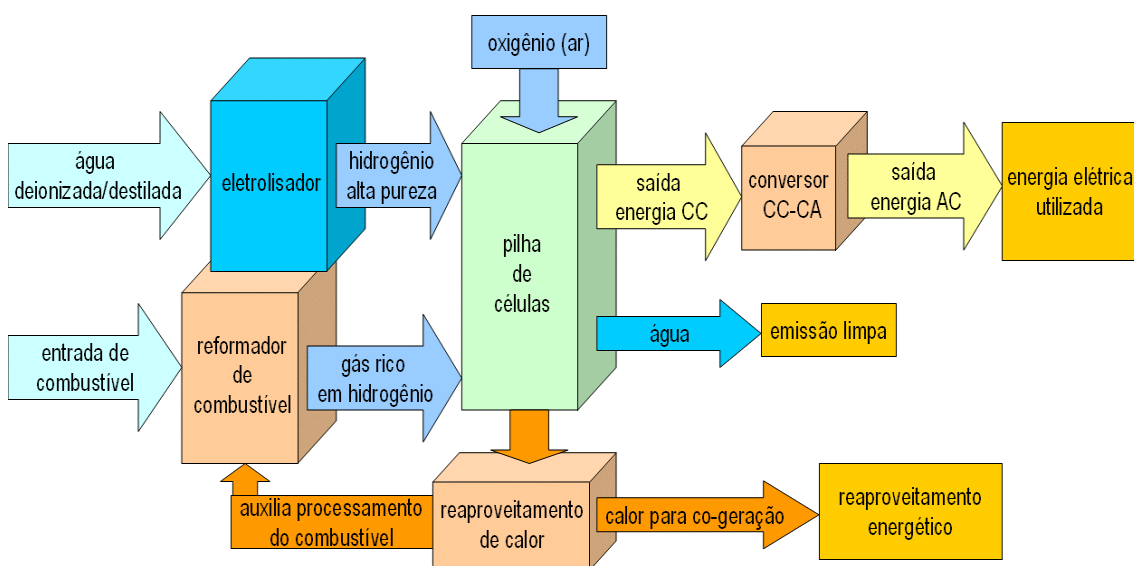 oxigênio (ar)
água
deionizada/destilada
eletrolisador
hidrogênio
alta pureza
saída
energia CC
conversor
CC-CA
saída
energia AC
energia elétrica
utilizada
pilha
de
células
entrada de
combustível
reformador
de
combustível
gás rico
em hidrogênio
água
emissão limpa
auxilia processamento
do combustível
reaproveitamento
de calor
calor para co-geração
reaproveitamento
energético